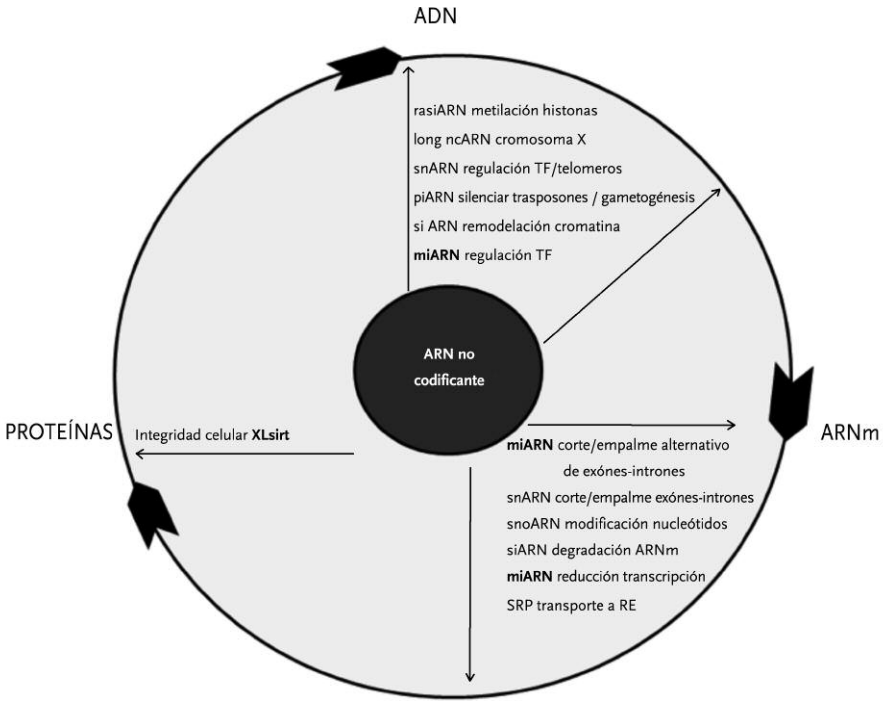 ADN
rasiARN metilación histonas
long ncARN cromosoma X
snARN regulación TF/telomeros
piARN silenciar trasposones / gametogénesis
si ARN remodelación cromatina
miARN regulación TF
ARN no
codificante
PROTEÍNAS
Integridad celular XLsirt
ARNm
miARN corte/empalme alternativo
de exónes-intrones
snARN corte/empalme exónes-intrones
snoARN modificación nucleótidos
siARN degradación ARNm
miARN reducción transcripción
SRP transporte a RE